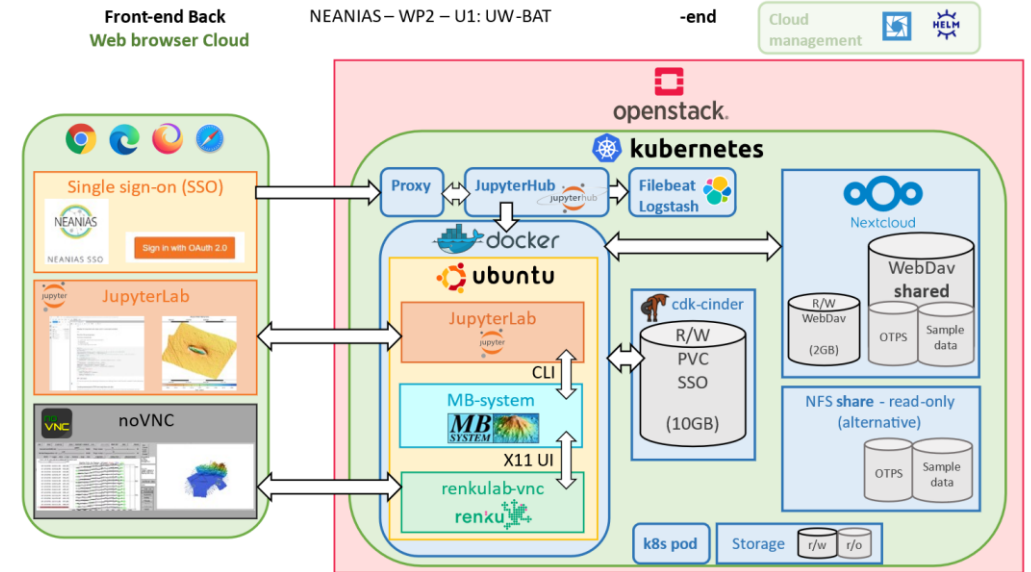 Front-end Back NEANIAS – WP2 – U1: UW-BAT -end
Web browser Cloud
Cloud
management
HELM
openstack.
kubernetes
Single sign-on (SSO)
NEANIAS
NEANIAS SSO
Sign in with OAuth 2.0
Proxy
JupyterHub
jupyterhub
Filebeat
Logstash
Nextcloud
WebDav
shared
R/W
WebDav
(2GB)
OTPS
Sample
data
docker
ubuntu
jupyter
JupyterLab
JupyterLab
jupyter
CLI
cdk-cinder
R/W
PVC
SSO
(10GB)
MB-system
MB
SYSTEM
X11 UI
noVNC
no
VNC
renkulab-vnc
renku
NFS share - read-only
(alternative)
OTPS
Sample
data
k8s pod
Storage
r/w
r/o